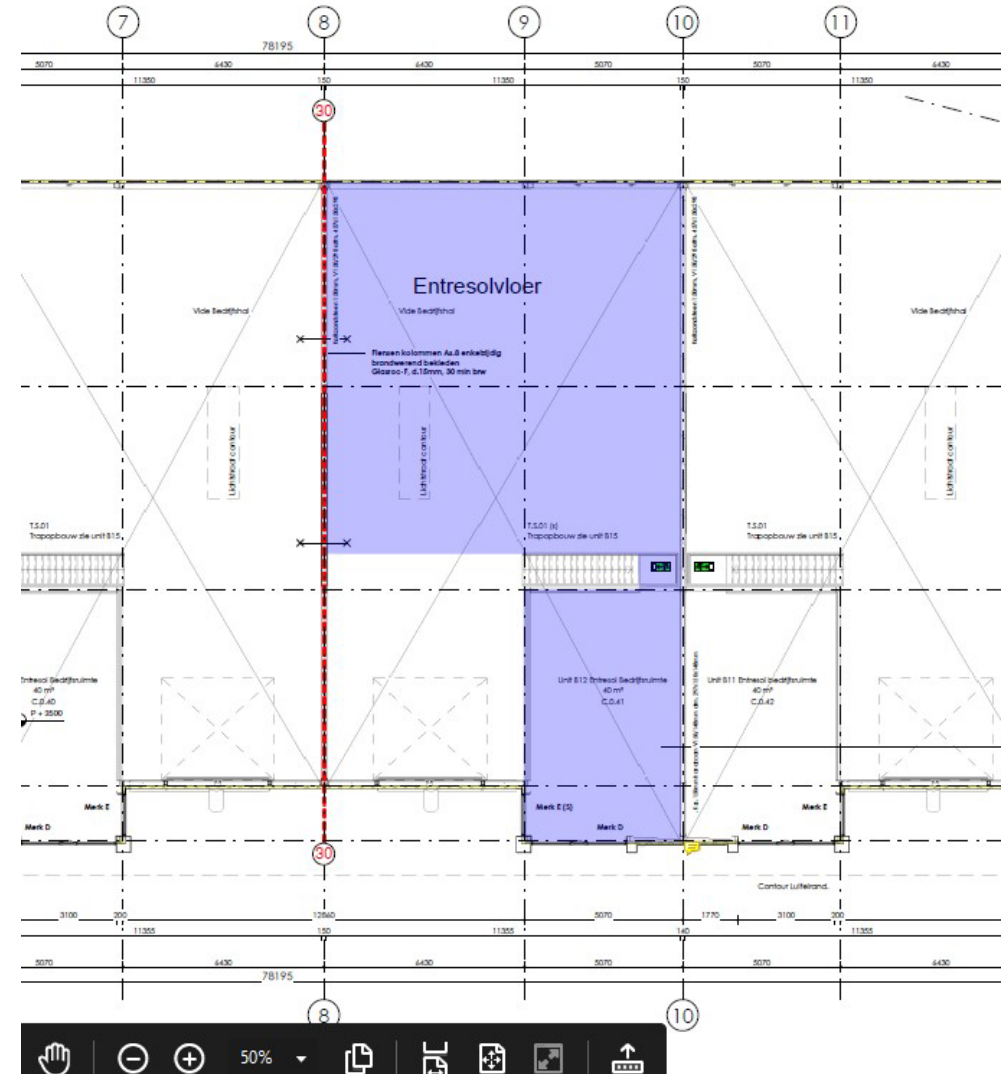 7 8 9 10 11
78195
5070 6430 6430 5070 5070 6430
11350 150 11350 150 11350
30
Entresolvloer
Vide Bedrijfshal Vide Bedrijfshal Vide Bedrijfshal
Flensen kolommen As.8 enkelzijdig
brandwerend bekleden
Glasroc-F, d.15mm, 30 min brw
Lichtstraat contour Lichtstraat contour Lichtstraat contour
T.S.01 T.S.01 (s) T.S.01
Trapopbouw zie unit B15 Trapopbouw zie unit B15 Trapopbouw zie unit B15
Entresol Bedrijfsruimte Unit B12 Entresol Bedrijfsruimte Unit B11 Entresol bedrijfsruimte
40 m² 40 m² 40 m²
C.0.40 C.0.41 C.0.42
P + 3500
Merk E Merk E (S) Merk E
Merk D Merk D Merk D Merk D
30
Contour Luifelrand.
3100 200 12560 5070 1770 3100 200
11355 150 11355 140 11355
5070 6430 6430 5070 5070 6430
78195
8 10
50%